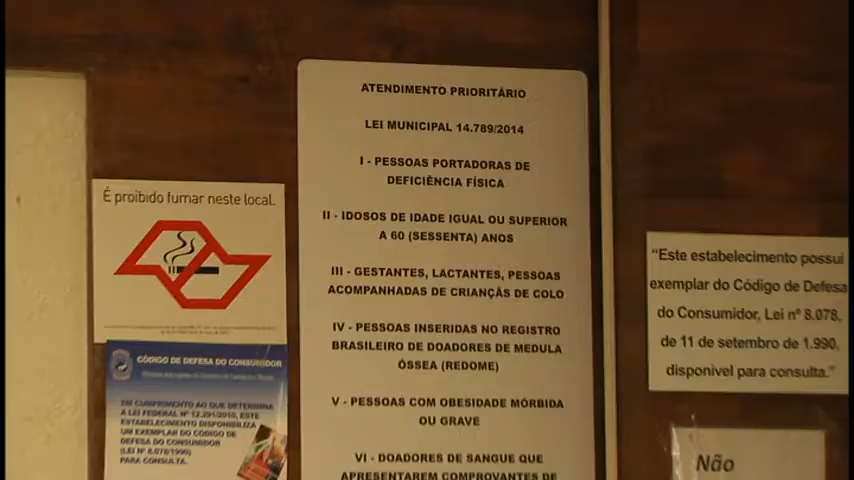 É proibido fumar neste local.
CÓDIGO DE DEFESA DO CONSUMIDOR
EM CUMPRIMENTO AO QUE DETERMINA
A LEI FEDERAL Nº 12.291/2010, ESTE
ESTABELECIMENTO DISPONIBILIZA
UM EXEMPLAR DO CÓDIGO DE
DEFESA DO CONSUMIDOR
(LEI Nº 8.078/1990)
PARA CONSULTA.
ATENDIMENTO PRIORITÁRIO
LEI MUNICIPAL 14.789/2014
I - PESSOAS PORTADORAS DE
DEFICIÊNCIA FÍSICA
II - IDOSOS DE IDADE IGUAL OU SUPERIOR
A 60 (SESSENTA) ANOS
III - GESTANTES, LACTANTES, PESSOAS
ACOMPANHADAS DE CRIANÇÃS DE COLO
IV - PESSOAS INSERIDAS NO REGISTRO
BRASILEIRO DE DOADORES DE MEDULA
ÓSSEA (REDOME)
V - PESSOAS COM OBESIDADE MÓRBIDA
OU GRAVE
VI - DOADORES DE SANGUE QUE
APRESENTAREM COMPROVANTES DE
"Este estabelecimento possui
exemplar do Código de Defesa
do Consumidor, Lei nº 8.078,
de 11 de setembro de 1.990,
disponivel para consulta."
Não